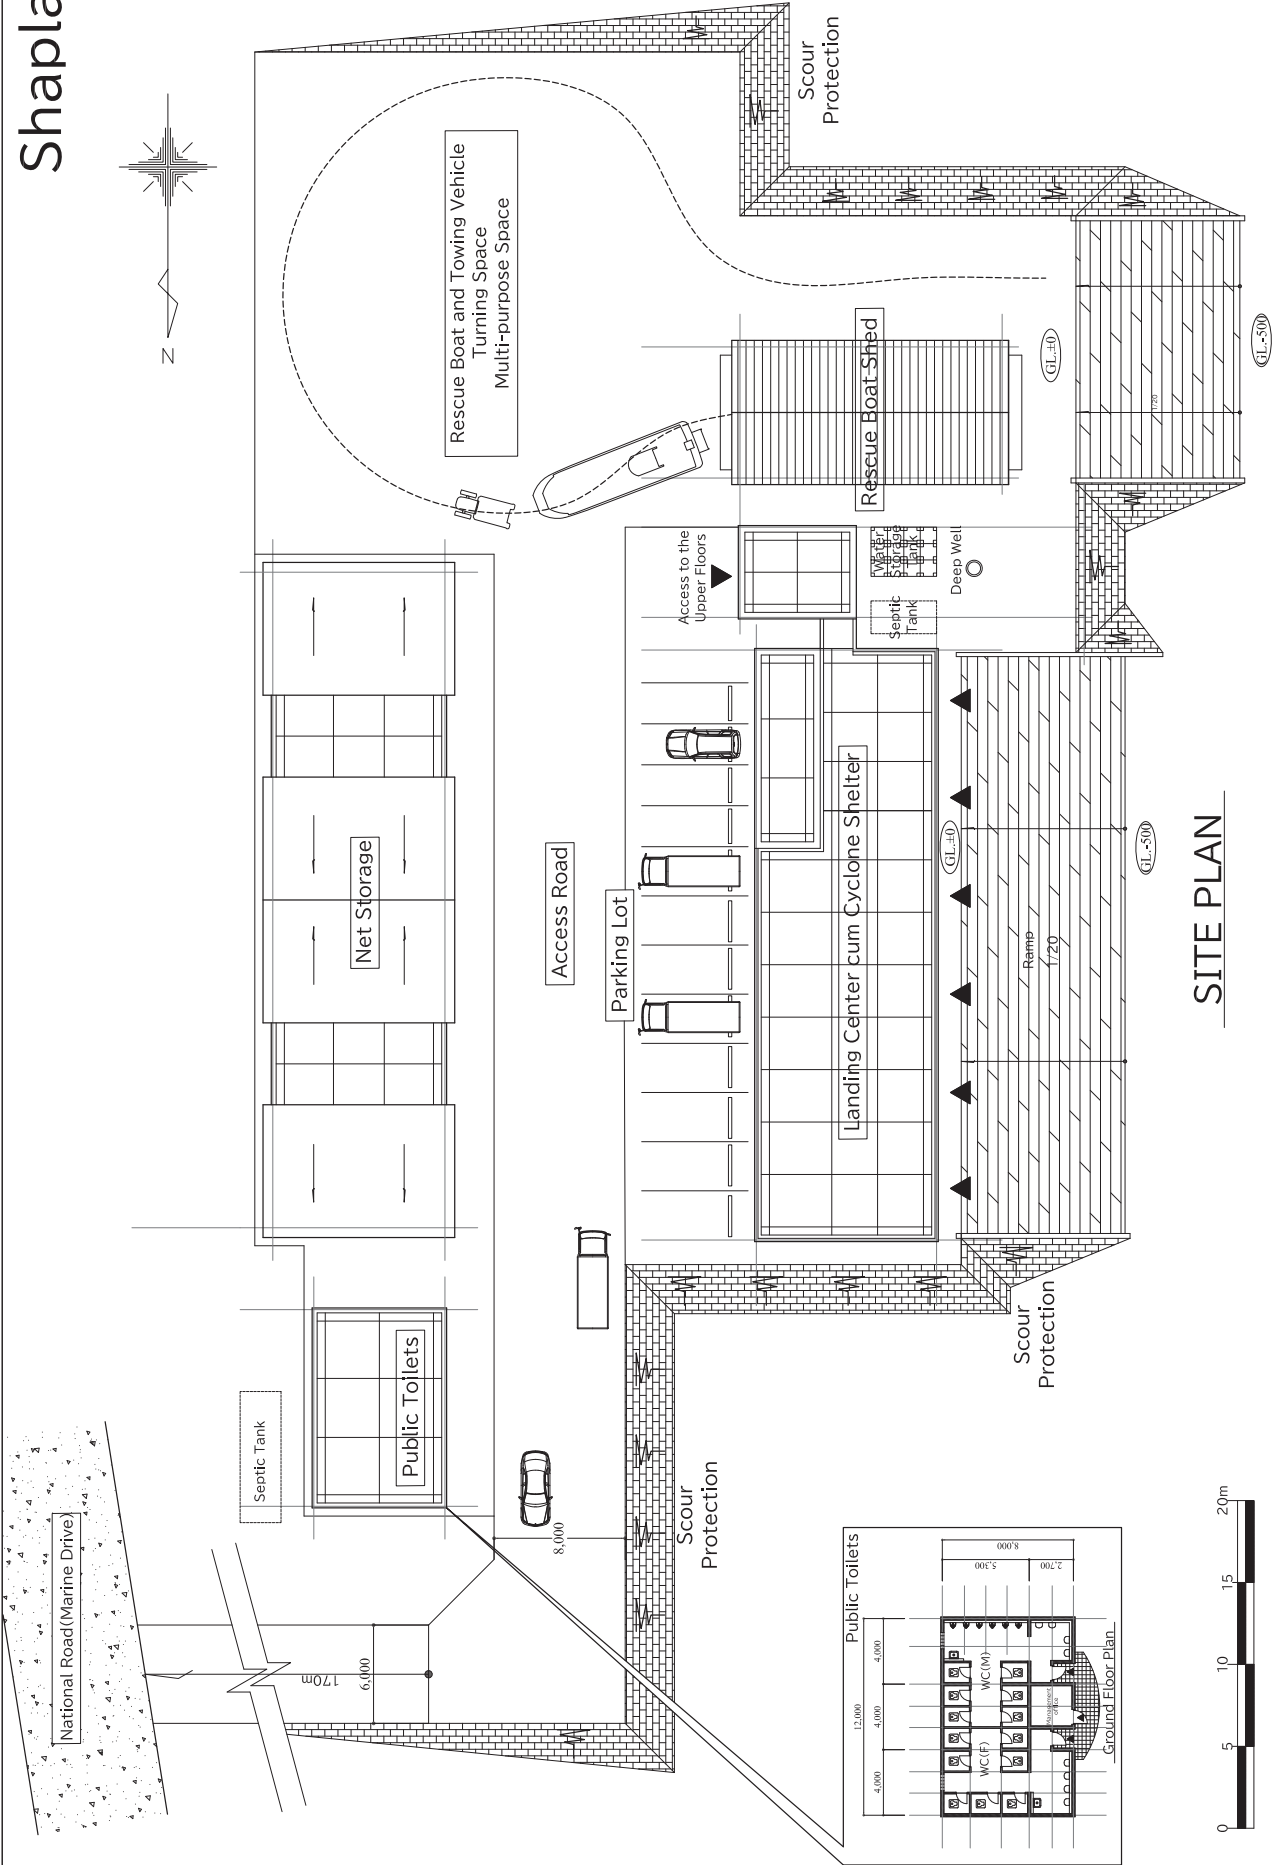 Shapla
N
Scour
Protection
Rescue Boat and Towing Vehicle
Turning Space
Multi-purpose Space
Rescue Boat Shed
GL.±0
GL.-500
1/20
Access to the
Upper Floors
Water
Storage
Tank
Septic
Tank
Deep Well
Net Storage
Access Road
Parking Lot
Landing Center cum Cyclone Shelter
GL.±0
GL.-500
Ramp
1/20
SITE PLAN
Public Toilets
Septic Tank
National Road(Marine Drive)
170m
6,000
8,000
Scour
Protection
Scour
Protection
Public Toilets
12,000
4,000
4,000
4,000
8,000
5,300
2,700
WC(M)
WC(F)
Management
office
Ground Floor Plan
0
5
10
15
20m